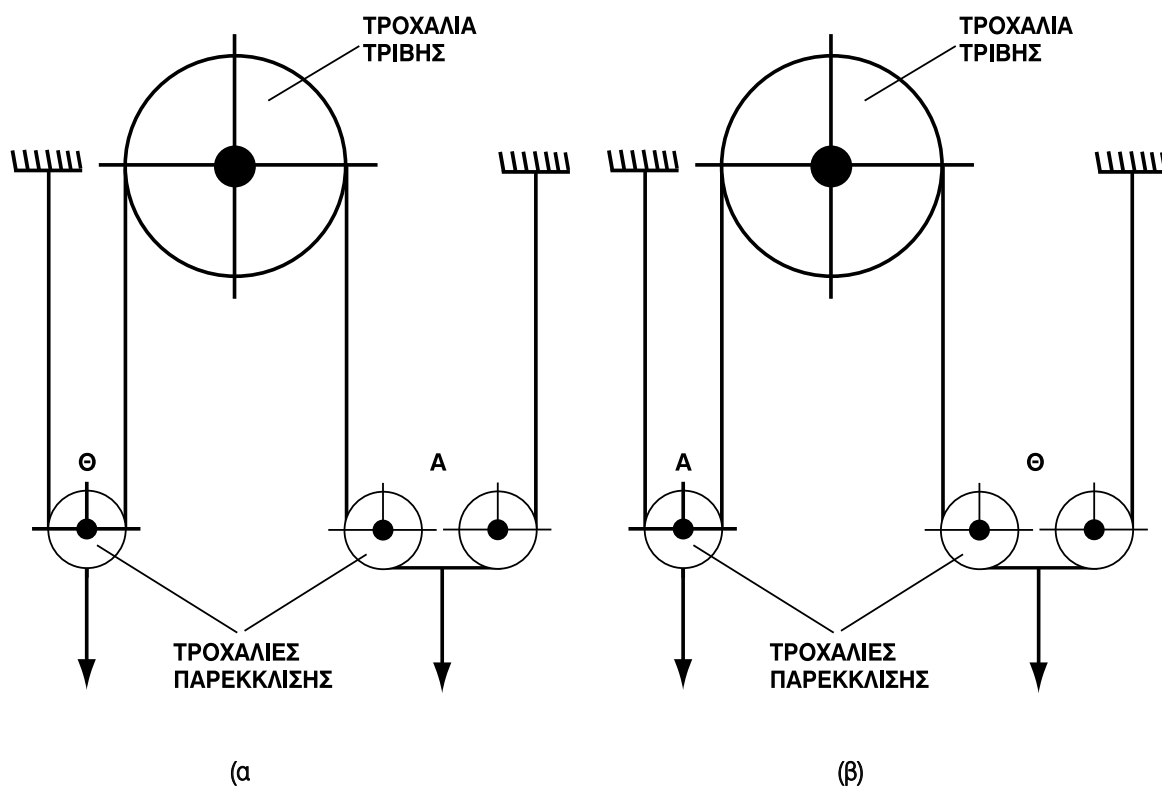 ΤΡΟΧΑΛΙΑ
ΤΡΙΒΗΣ
Θ
Α
ΤΡΟΧΑΛΙΕΣ
ΠΑΡΕΚΚΛΙΣΗΣ
(α
ΤΡΟΧΑΛΙΑ
ΤΡΙΒΗΣ
Α
Θ
ΤΡΟΧΑΛΙΕΣ
ΠΑΡΕΚΚΛΙΣΗΣ
(β)